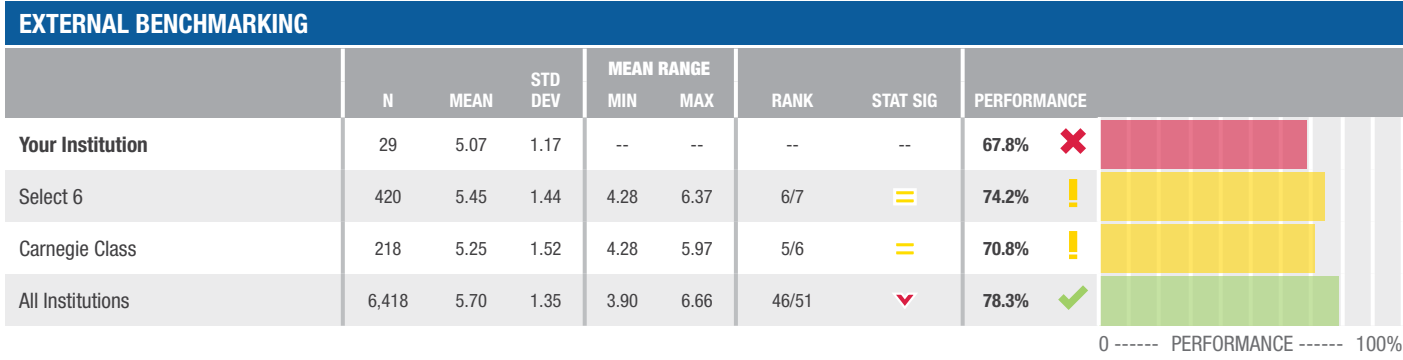 EXTERNAL BENCHMARKING
N MEAN STD DEV MEAN RANGE MIN MAX RANK STAT SIG PERFORMANCE
Your Institution 29 5.07 1.17 -- -- -- -- 67.8%
Select 6 420 5.45 1.44 4.28 6.37 6/7 = 74.2% !
Carnegie Class 218 5.25 1.52 4.28 5.97 5/6 = 70.8% !
All Institutions 6,418 5.70 1.35 3.90 6.66 46/51 78.3%
0 ------ PERFORMANCE ------ 100%